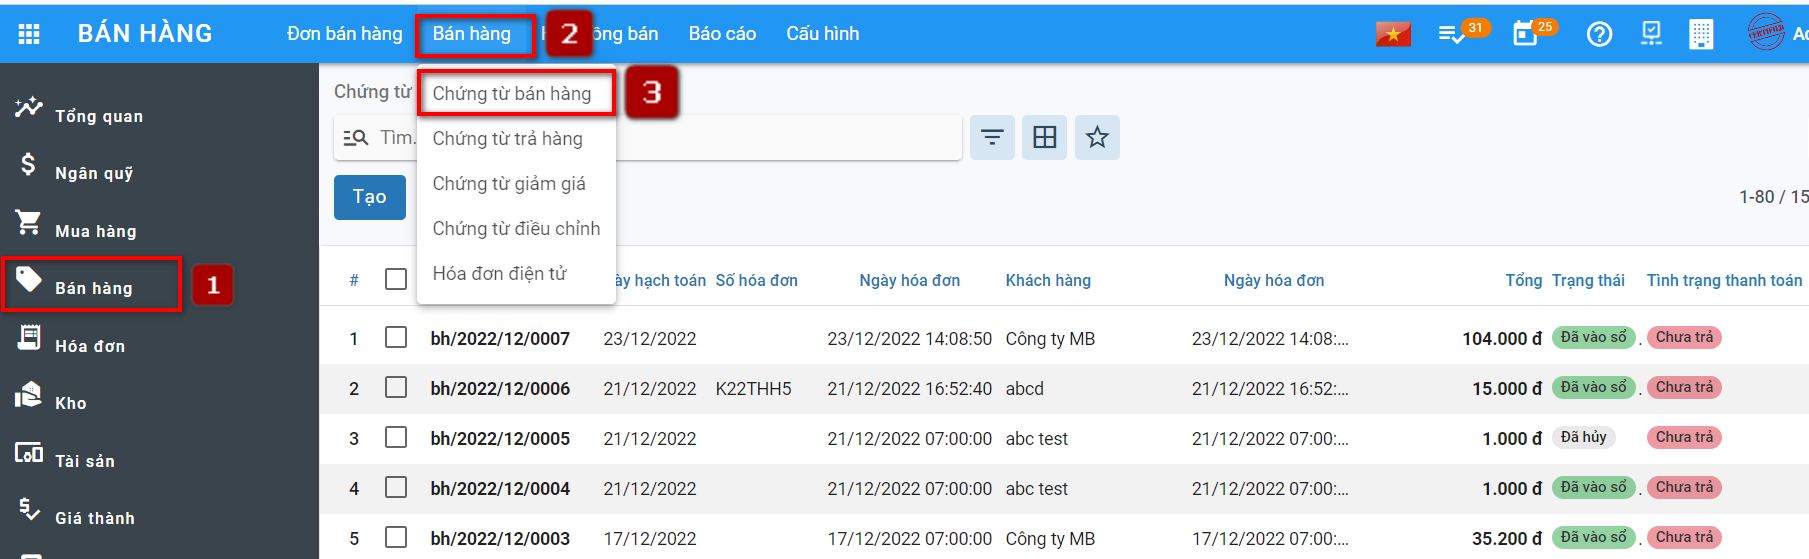 BÁN HÀNG Đơn bán hàng Bán hàng 2 ông bán Báo cáo Cấu hình 31 25
Chứng từ Chứng từ bán hàng 3
Tổng quan
Tìm... Chứng từ trả hàng
Ngân quỹ
Chứng từ giảm giá
Tạo 1-80 / 15
Mua hàng
Chứng từ điều chỉnh
Hóa đơn điện tử
Bán hàng 1
# ày hạch toán Số hóa đơn Ngày hóa đơn Khách hàng Ngày hóa đơn Tổng Trạng thái Tình trạng thanh toán
Hóa đơn
1 bh/2022/12/0007 23/12/2022 23/12/2022 14:08:50 Công ty MB 23/12/2022 14:08:... 104.000 đ Đã vào sổ . Chưa trả
Kho
2 bh/2022/12/0006 21/12/2022 K22THH5 21/12/2022 16:52:40 abcd 21/12/2022 16:52:... 15.000 đ Đã vào sổ . Chưa trả
3 bh/2022/12/0005 21/12/2022 21/12/2022 07:00:00 abc test 21/12/2022 07:00:... 1.000 đ Đã hủy Chưa trả
Tài sản
4 bh/2022/12/0004 21/12/2022 21/12/2022 07:00:00 abc test 21/12/2022 07:00:... 1.000 đ Đã vào sổ . Chưa trả
Giá thành
5 bh/2022/12/0003 17/12/2022 17/12/2022 07:00:00 Công ty MB 17/12/2022 07:00:... 35.200 đ Đã vào sổ . Chưa trả